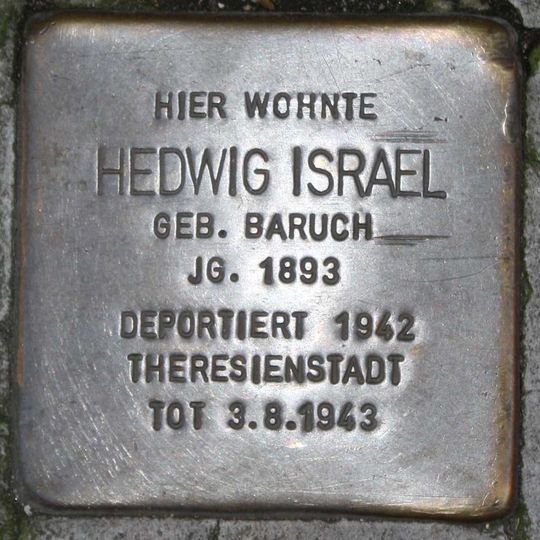 HIER WOHNTE
HEDWIG ISRAEL
GEB. BARUCH
JG. 1893
DEPORTIERT 1942
THERESIENSTADT
TOT 3.8.1943